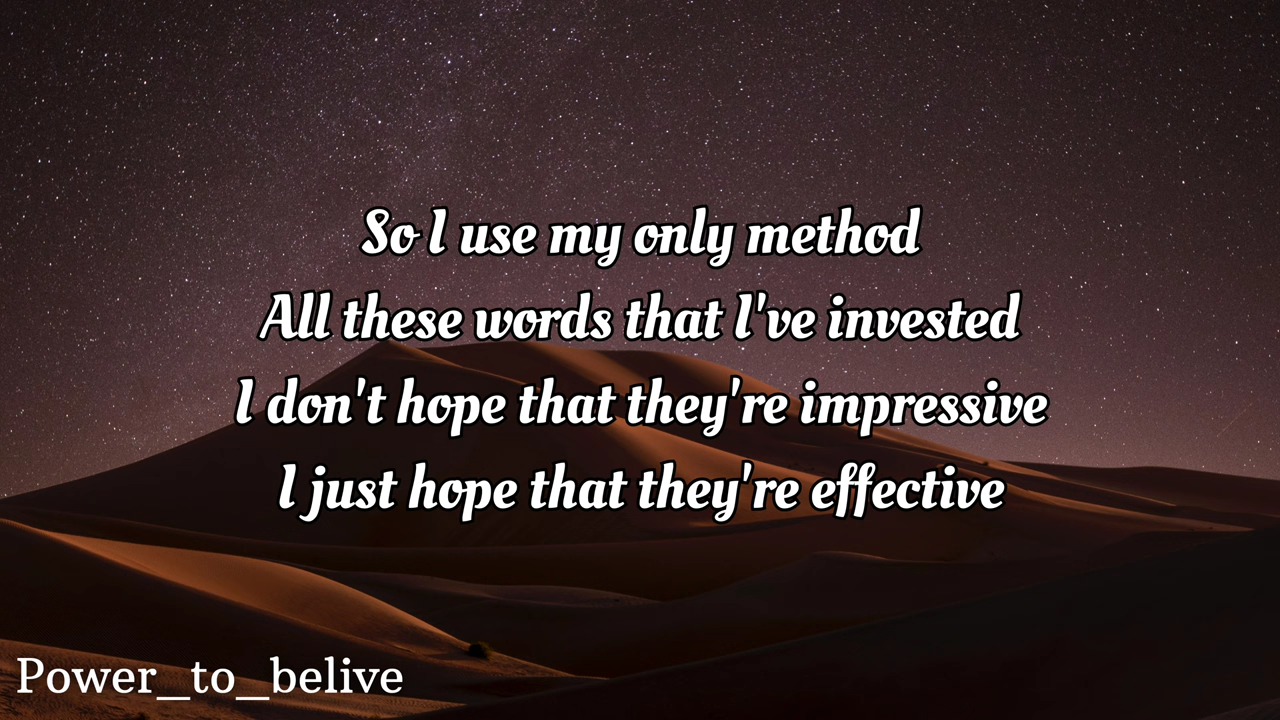 So I use my only method
All these words that I've invested
I don't hope that they're impressive
I just hope that they're effective
Power_to_belive